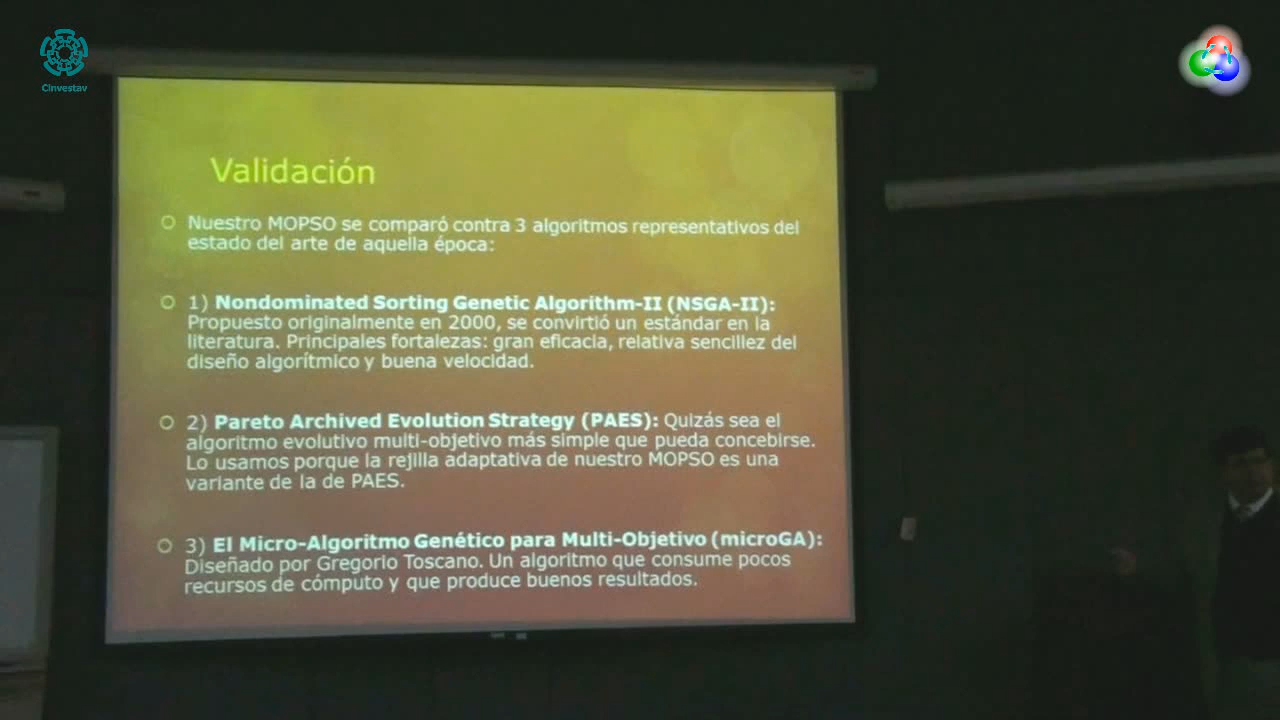 Cinvestav
Validación
Nuestro MOPSO se comparó contra 3 algoritmos representativos del
estado del arte de aquella época:
1) Nondominated Sorting Genetic Algorithm-II (NSGA-II):
Propuesto originalmente en 2000, se convirtió un estándar en la
literatura. Principales fortalezas: gran eficacia, relativa sencillez del
diseño algorítmico y buena velocidad.
2) Pareto Archived Evolution Strategy (PAES): Quizás sea el
algoritmo evolutivo multi-objetivo más simple que pueda concebirse.
Lo usamos porque la rejilla adaptativa de nuestro MOPSO es una
variante de la de PAES.
3) El Micro-Algoritmo Genético para Multi-Objetivo (microGA):
Diseñado por Gregorio Toscano. Un algoritmo que consume pocos
recursos de cómputo y que produce buenos resultados.